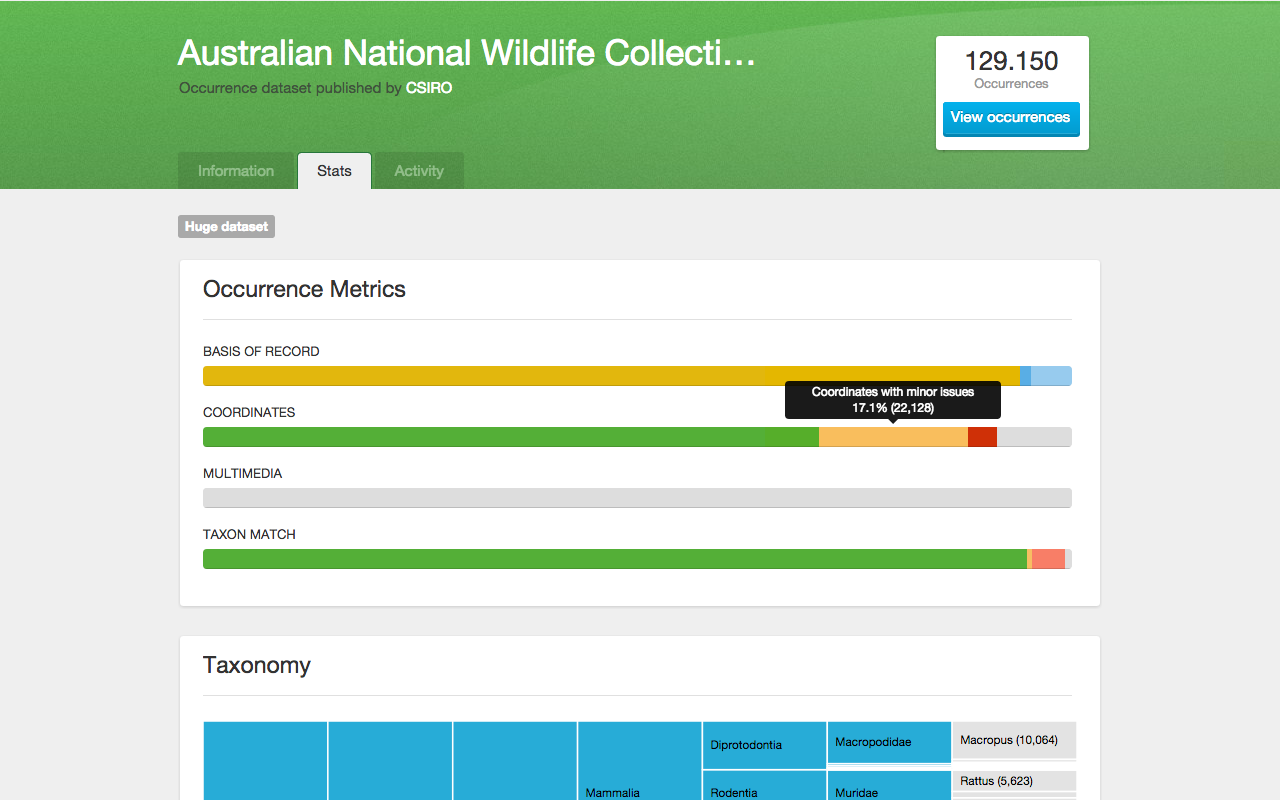 Australian National Wildlife Collecti...
Occurrence dataset published by CSIRO
129.150
Occurrences
View occurrences
Information
Stats
Activity
Huge dataset
Occurrence Metrics
BASIS OF RECORD
Coordinates with minor issues
17.1% (22,128)
COORDINATES
MULTIMEDIA
TAXON MATCH
Taxonomy
Diprotodontia
Macropodidae
Macropus (10,064)
Rattus (5,623)
Mammalia
Rodentia
Muridae